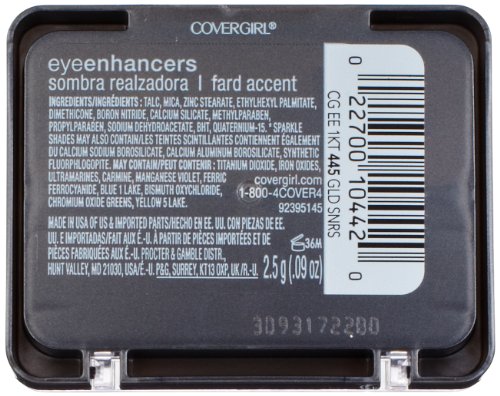 COVERGIRL®
eyeenhancers
sombra realzadora | fard accent
INGREDIENTS/INGRÉDIENTS: TALC, MICA, ZINC STEARATE, ETHYLHEXYL PALMITATE,
DIMETHICONE, BORON NITRIDE, CALCIUM SILICATE, METHYLPARABEN,
PROPYLPARABEN, SODIUM DEHYDROACETATE, BHT, QUATERNIUM-15. *SPARKLE
SHADES MAY ALSO CONTAIN/LES TEINTES SCINTILLANTES CONTIENNENT ÉGALEMENT
DU CALCIUM SODIUM BOROSILICATE, CALCIUM ALUMINUM BOROSILICATE, SYNTHETIC
FLUORPHLOGOPITE. MAY CONTAIN/PEUT CONTENIR: TITANIUM DIOXIDE, IRON OXIDES,
ULTRAMARINES, CARMINE, MANGANESE VIOLET, FERRIC
FERROCYANIDE, BLUE 1 LAKE, BISMUTH OXYCHLORIDE,
CHROMIUM OXIDE GREENS, YELLOW 5 LAKE.
covergirl.com
1-800-4COVER4
92395145
MADE IN USA OF US & IMPORTED PARTS/HECHO EN EE. UU. CON PIEZAS DE EE.
UU. E IMPORTADAS/FAIT AUX É.-U. À PARTIR DE PIÈCES IMPORTÉES ET DE
PIÈCES FABRIQUÉES AUX É.-U. PROCTER & GAMBLE DISTR.,
HUNT VALLEY, MD 21030, USA/É.-U. P&G, SURREY, KT13 0XP, UK/R.-U.
36M
2.5 g (.09 oz)
0 22700 10442 0
CG EE 1KT 445 GLD SNRS
3093172200